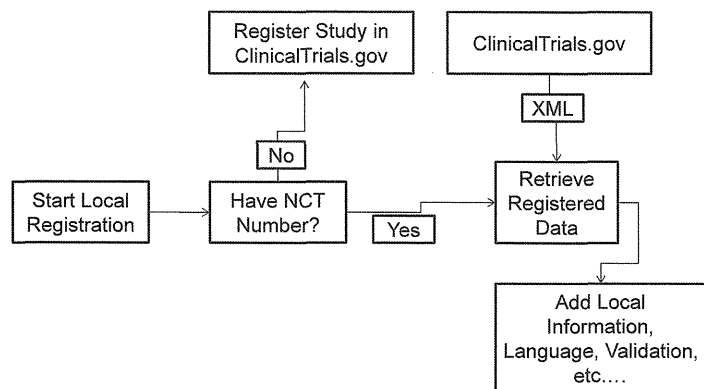 Register Study in
ClinicalTrials.gov
ClinicalTrials.gov
XML
No
Start Local
Registration
Have NCT
Number?
Yes
Retrieve
Registered
Data
Add Local
Information,
Language, Validation,
etc....